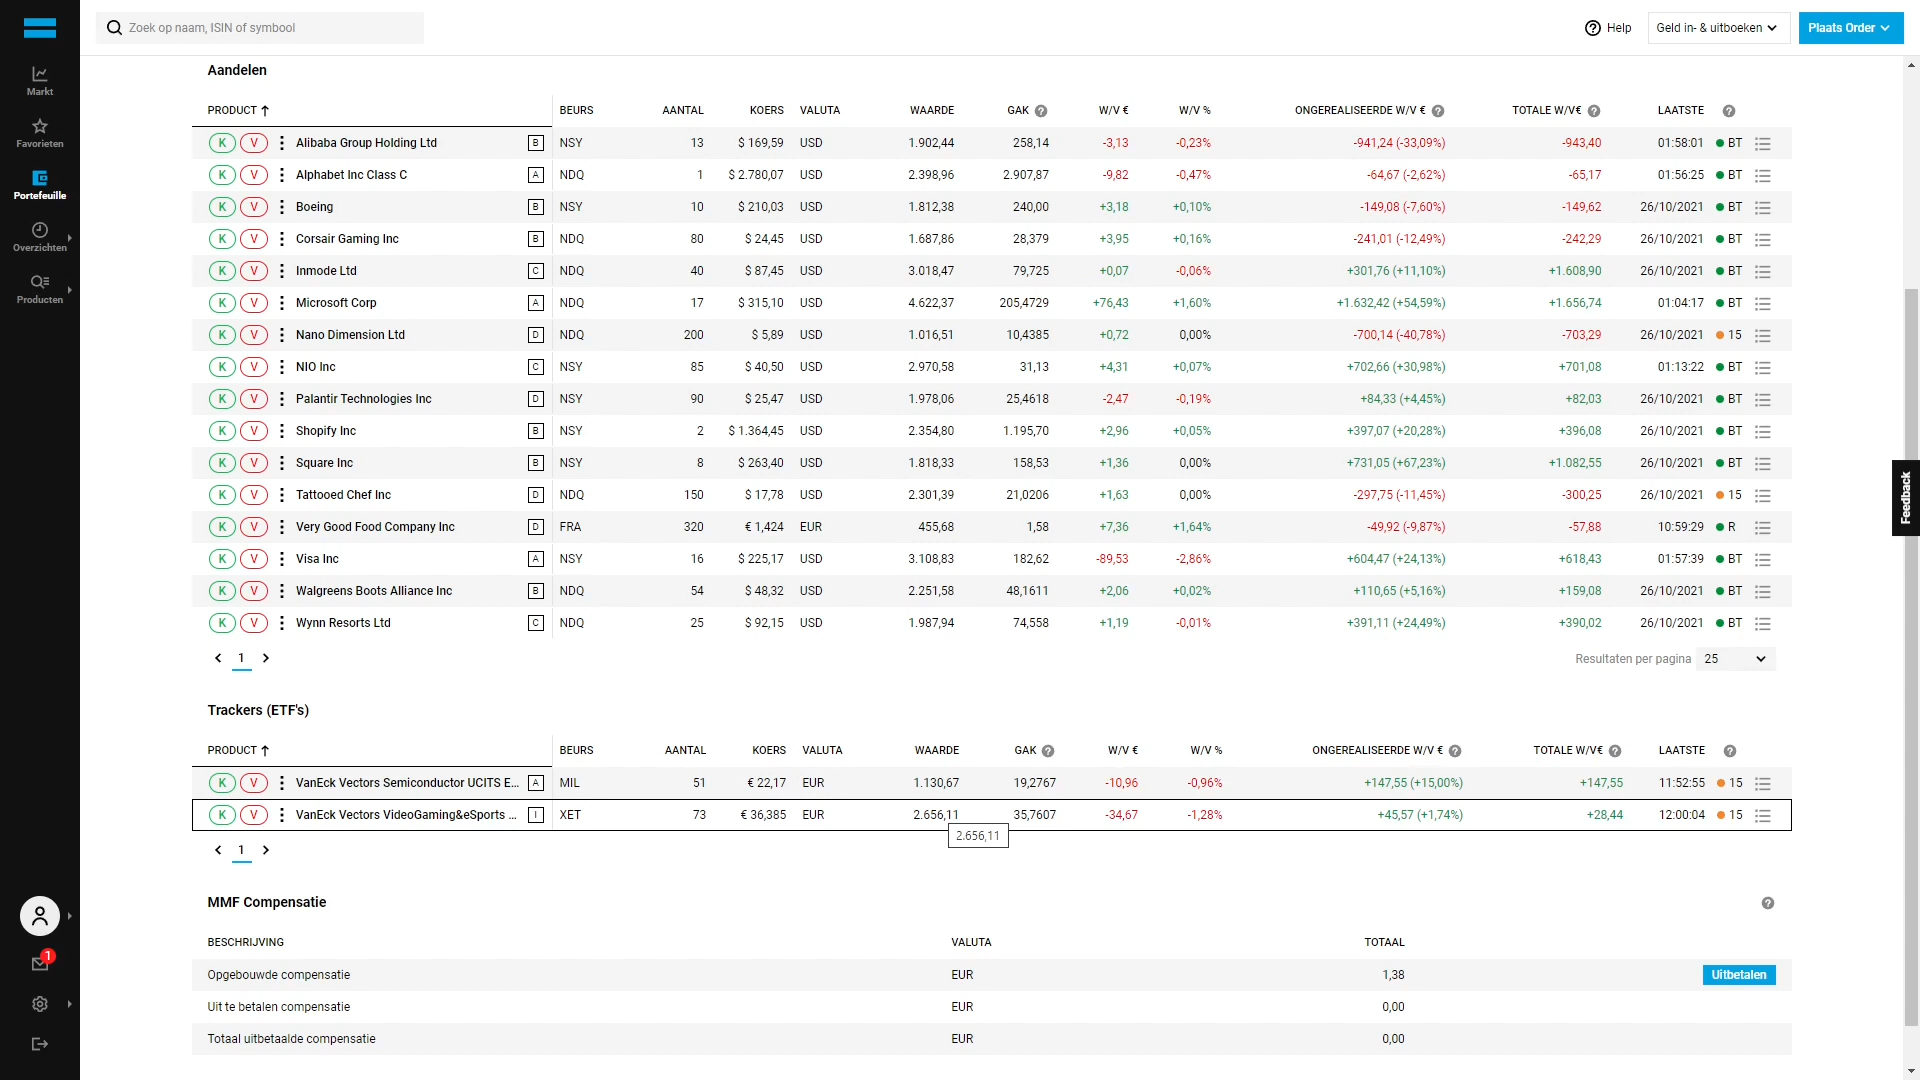 Zoek op naam, ISIN of symbool
Help
Geld in- & uitboeken
Plaats Order
Markt
Favorieten
Portefeuille
Overzichten
Producten
1
Aandelen
PRODUCT BEURS AANTAL KOERS VALUTA WAARDE GAK W/V € W/V % ONGEREALISEERDE W/V € TOTALE W/V€ LAATSTE
K V Alibaba Group Holding Ltd B NSY 13 $ 169,59 USD 1.902,44 258,14 -3,13 -0,23% -941,24 (-33,09%) -943,40 01:58:01 BT
K V Alphabet Inc Class C A NDQ 1 $ 2.780,07 USD 2.398,96 2.907,87 -9,82 -0,47% -64,67 (-2,62%) -65,17 01:56:25 BT
K V Boeing B NSY 10 $ 210,03 USD 1.812,38 240,00 +3,18 +0,10% -149,08 (-7,60%) -149,62 26/10/2021 BT
K V Corsair Gaming Inc B NDQ 80 $ 24,45 USD 1.687,86 28,379 +3,95 +0,16% -241,01 (-12,49%) -242,29 26/10/2021 BT
K V Inmode Ltd C NDQ 40 $ 87,45 USD 3.018,47 79,725 +0,07 -0,06% +301,76 (+11,10%) +1.608,90 26/10/2021 BT
K V Microsoft Corp A NDQ 17 $ 315,10 USD 4.622,37 205,4729 +76,43 +1,60% +1.632,42 (+54,59%) +1.656,74 01:04:17 BT
K V Nano Dimension Ltd D NDQ 200 $ 5,89 USD 1.016,51 10,4385 +0,72 0,00% -700,14 (-40,78%) -703,29 26/10/2021 15
K V NIO Inc C NSY 85 $ 40,50 USD 2.970,58 31,13 +4,31 +0,07% +702,66 (+30,98%) +701,08 01:13:22 BT
K V Palantir Technologies Inc D NSY 90 $ 25,47 USD 1.978,06 25,4618 -2,47 -0,19% +84,33 (+4,45%) +82,03 26/10/2021 BT
K V Shopify Inc B NSY 2 $ 1.364,45 USD 2.354,80 1.195,70 +2,96 +0,05% +397,07 (+20,28%) +396,08 26/10/2021 BT
K V Square Inc B NSY 8 $ 263,40 USD 1.818,33 158,53 +1,36 0,00% +731,05 (+67,23%) +1.082,55 26/10/2021 BT
K V Tattooed Chef Inc D NDQ 150 $ 17,78 USD 2.301,39 21,0206 +1,63 0,00% -297,75 (-11,45%) -300,25 26/10/2021 15
K V Very Good Food Company Inc D FRA 320 € 1,424 EUR 455,68 1,58 +7,36 +1,64% -49,92 (-9,87%) -57,88 10:59:29 R
K V Visa Inc A NSY 16 $ 225,17 USD 3.108,83 182,62 -89,53 -2,86% +604,47 (+24,13%) +618,43 01:57:39 BT
K V Walgreens Boots Alliance Inc B NDQ 54 $ 48,32 USD 2.251,58 48,1611 +2,06 +0,02% +110,65 (+5,16%) +159,08 26/10/2021 BT
K V Wynn Resorts Ltd C NDQ 25 $ 92,15 USD 1.987,94 74,558 +1,19 -0,01% +391,11 (+24,49%) +390,02 26/10/2021 BT
1
Resultaten per pagina 25
Feedback
Trackers (ETF's)
PRODUCT BEURS AANTAL KOERS VALUTA WAARDE GAK W/V € W/V % ONGEREALISEERDE W/V € TOTALE W/V€ LAATSTE
K V VanEck Vectors Semiconductor UCITS E... A MIL 51 € 22,17 EUR 1.130,67 19,2767 -10,96 -0,96% +147,55 (+15,00%) +147,55 11:52:55 15
K V VanEck Vectors VideoGaming&eSports ... I XET 73 € 36,385 EUR 2.656,11 35,7607 -34,67 -1,28% +45,57 (+1,74%) +28,44 12:00:04 15
2.656,11
1
MMF Compensatie
BESCHRIJVING VALUTA TOTAAL
Opgebouwde compensatie EUR 1,38 Uitbetalen
Uit te betalen compensatie EUR 0,00
Totaal uitbetaalde compensatie EUR 0,00